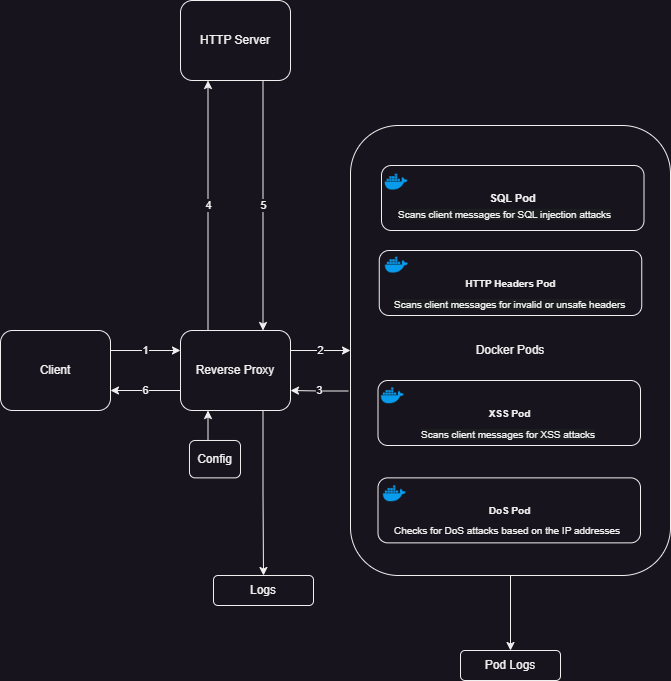 HTTP Server
4
5
SQL Pod
Scans client messages for SQL injection attacks
HTTP Headers Pod
Scans client messages for invalid or unsafe headers
Docker Pods
Client
1
6
Reverse Proxy
2
3
XSS Pod
Scans client messages for XSS attacks
Config
DoS Pod
Checks for DoS attacks based on the IP addresses
Logs
Pod Logs